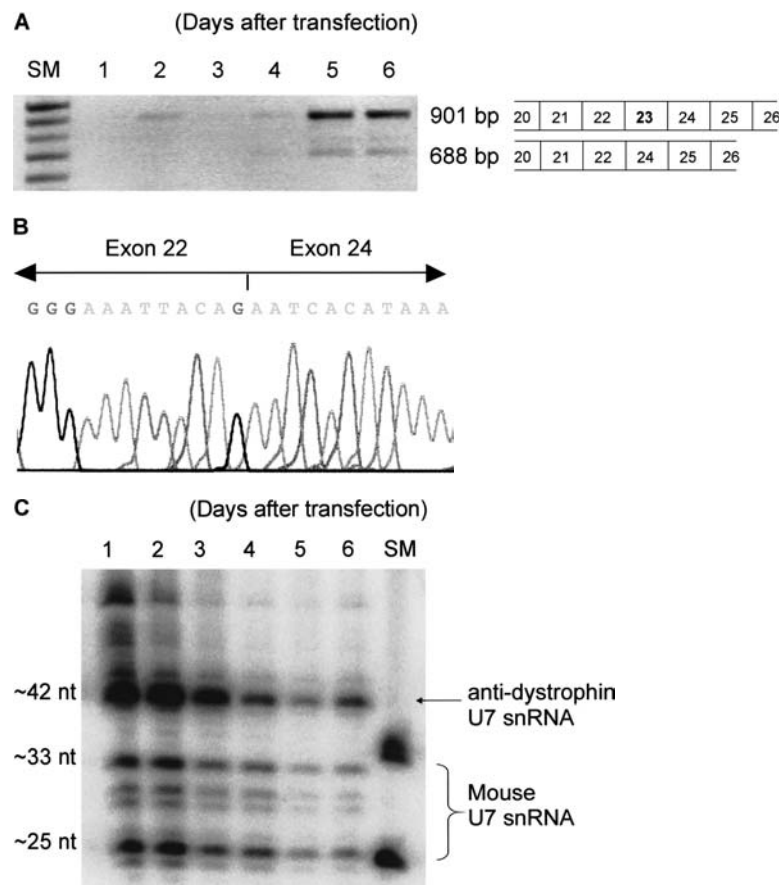 A (Days after transfection)
SM 1 2 3 4 5 6
901 bp 20 21 22 23 24 25 26
688 bp 20 21 22 24 25 26
B
Exon 22 Exon 24
G G G A A A T T A C A G A A T C A C A T A A A
C (Days after transfection)
1 2 3 4 5 6 SM
~42 nt anti-dystrophin
U7 snRNA
~33 nt
Mouse
U7 snRNA
~25 nt